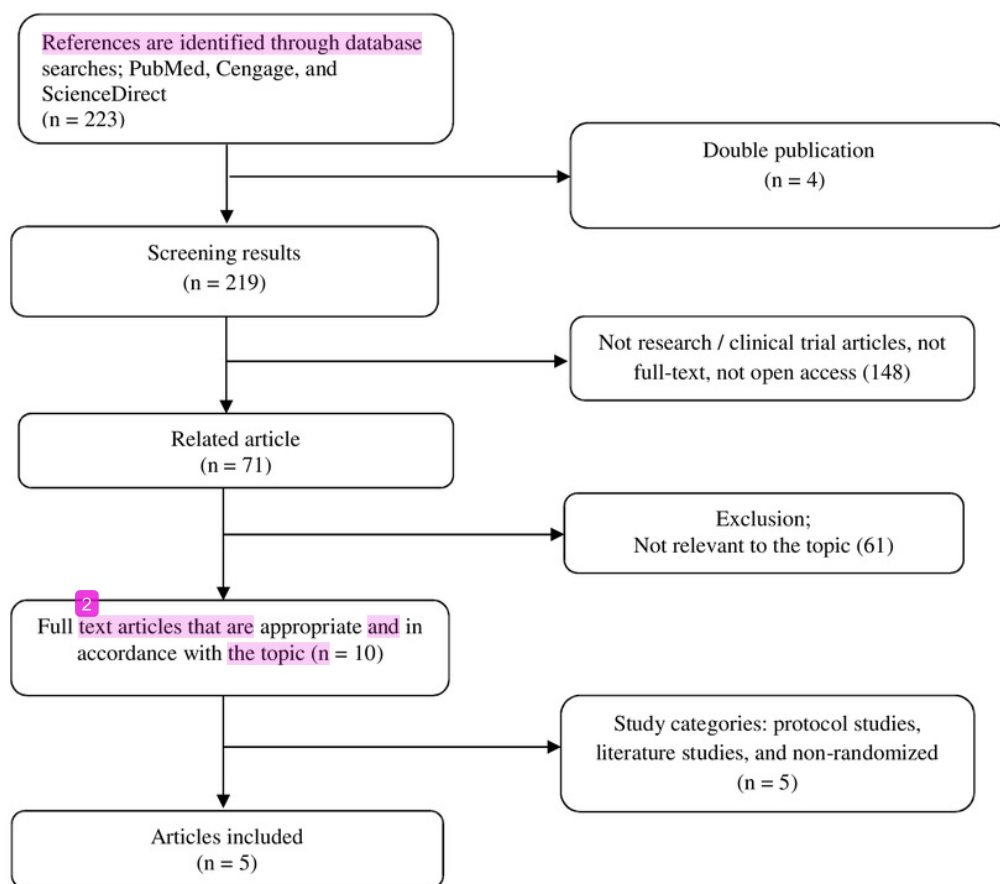 References are identified through database
searches; PubMed, Cengage, and
ScienceDirect
(n = 223)
Double publication
(n = 4)
Screening results
(n = 219)
Not research / clinical trial articles, not
full-text, not open access (148)
Related article
(n = 71)
Exclusion;
Not relevant to the topic (61)
2
Full text articles that are appropriate and in
accordance with the topic (n = 10)
Study categories: protocol studies,
literature studies, and non-randomized
(n = 5)
Articles included
(n = 5)